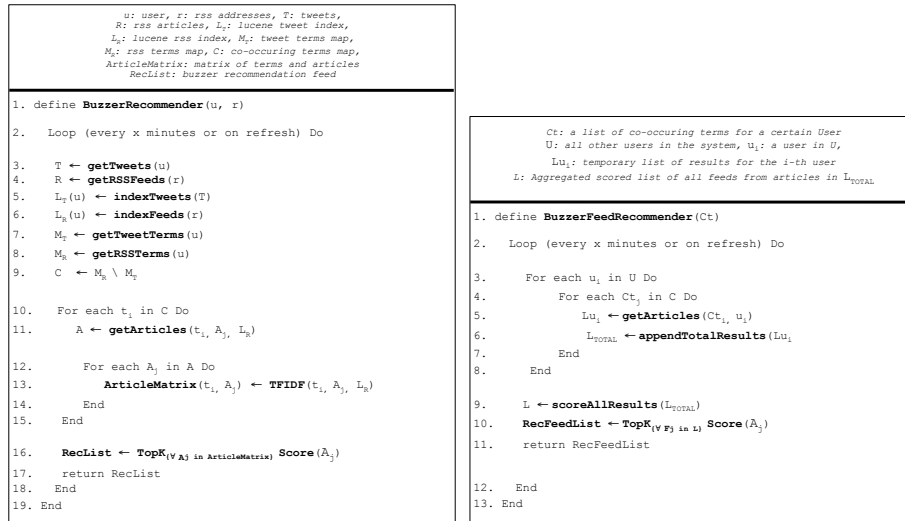 u: user, r: rss addresses, T: tweets,
R: rss articles, L_T: lucene tweet index,
L_R: lucene rss index, M_T: tweet terms map,
M_R: rss terms map, C: co-occuring terms map,
ArticleMatrix: matrix of terms and articles
RecList: buzzer recommendation feed
1. define BuzzerRecommender(u, r)
2. Loop (every x minutes or on refresh) Do
3. T ← getTweets(u)
4. R ← getRSSFeeds(r)
5. L_T(u) ← indexTweets(T)
6. L_R(u) ← indexFeeds(r)
7. M_T ← getTweetTerms(u)
8. M_R ← getRSSTerms(u)
9. C ← M_R \ M_T
10. For each t_i in C Do
11. A ← getArticles(t_i, A_j, L_R)
12. For each A_j in A Do
13. ArticleMatrix(t_i, A_j) ← TFIDF(t_i, A_j, L_R)
14. End
15. End
16. RecList ← TopK_(∀ Aj in ArticleMatrix) Score(A_j)
17. return RecList
18. End
19. End
Ct: a list of co-occuring terms for a certain User
U: all other users in the system, u_i: a user in U,
Lu_i: temporary list of results for the i-th user
L: Aggregated scored list of all feeds from articles in L_TOTAL
1. define BuzzerFeedRecommender(Ct)
2. Loop (every x minutes or on refresh) Do
3. For each u_i in U Do
4. For each Ct_j in C Do
5. Lu_i ← getArticles(Ct_i, u_i)
6. L_TOTAL ← appendTotalResults(Lu_i
7. End
8. End
9. L ← scoreAllResults(L_TOTAL)
10. RecFeedList ← TopK_(∀ Fj in L) Score(A_j)
11. return RecFeedList
12. End
13. End